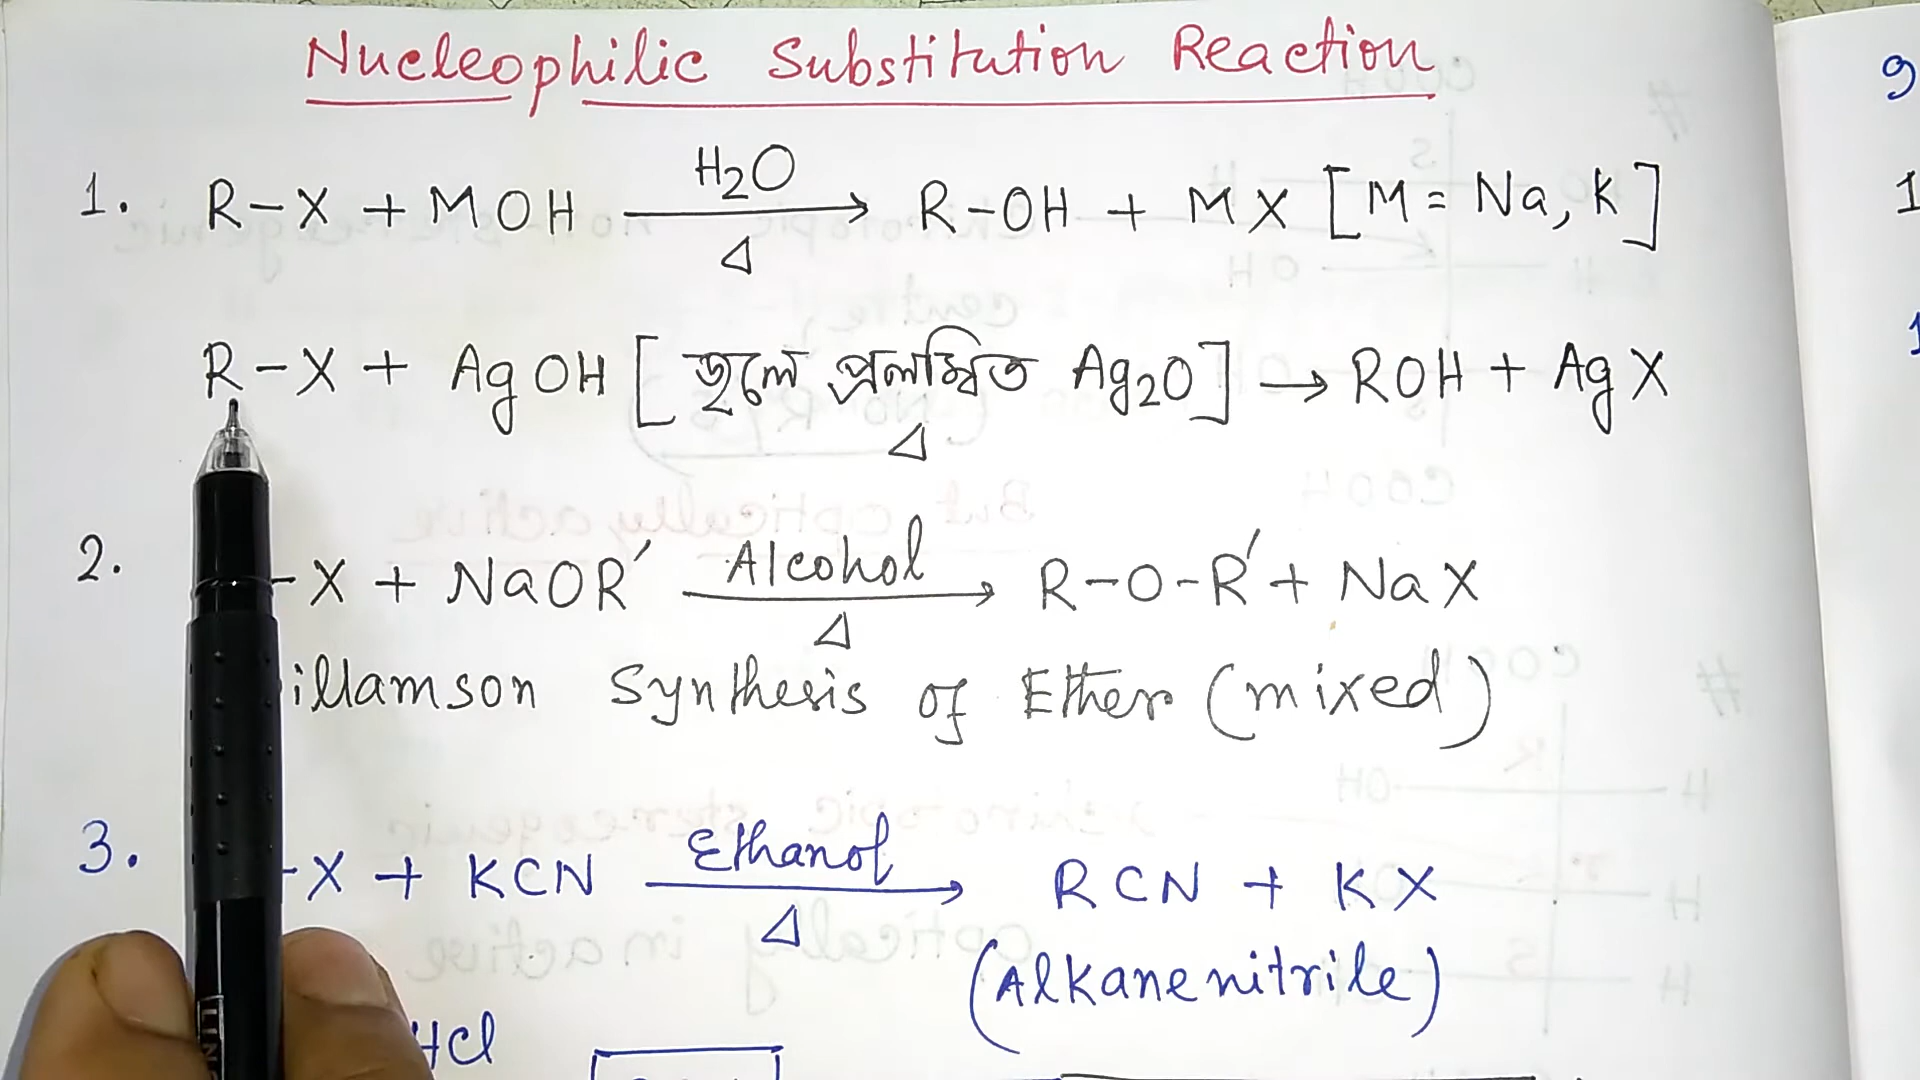 Nucleophilic Substitution Reaction
1. R-X + MOH H2O Δ → R-OH + MX [M = Na, K]
R-X + AgOH [জলে প্রলম্বিত Ag2O] Δ → ROH + AgX
2. -X + NaOR′ Alcohol Δ → R-O-R′ + NaX
illamson Synthesis of Ether (mixed)
3. -X + KCN Ethanol Δ → RCN + KX
(Alkanenitrile)
HCl